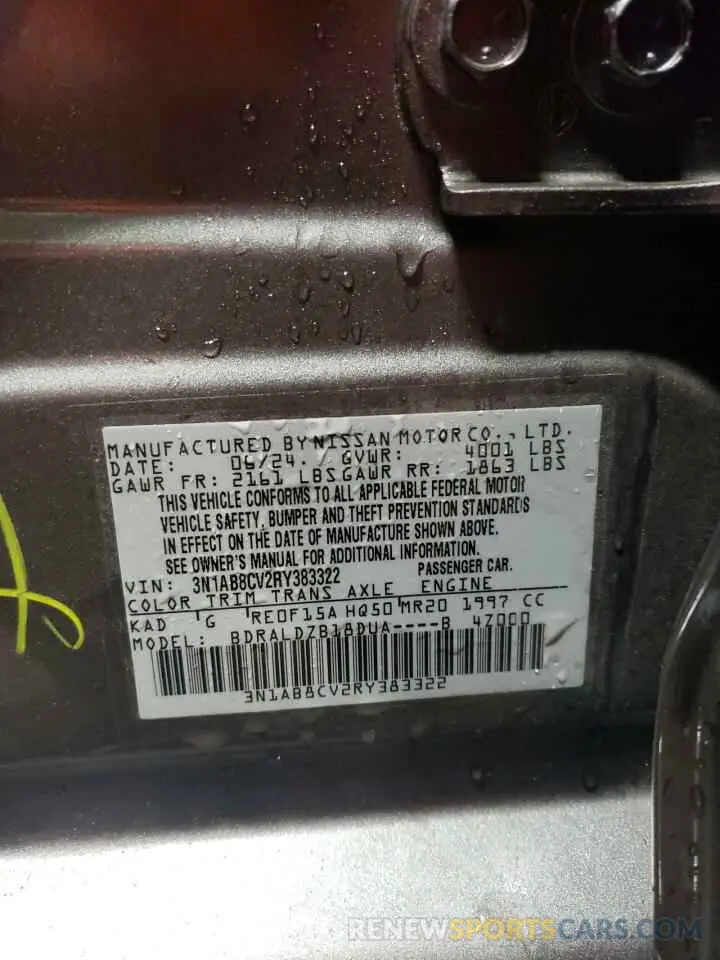 MANUFACTURED BY NISSAN MOTOR CO., LTD.
DATE: 06/24. GVWR: 4001 LBS
GAWR FR: 2161 LBS GAWR RR: 1863 LBS
THIS VEHICLE CONFORMS TO ALL APPLICABLE FEDERAL MOTOR
VEHICLE SAFETY, BUMPER AND THEFT PREVENTION STANDARDS
IN EFFECT ON THE DATE OF MANUFACTURE SHOWN ABOVE.
SEE OWNER'S MANUAL FOR ADDITIONAL INFORMATION.
VIN: 3N1AB8CV2RY383322 PASSENGER CAR.
COLOR TRIM TRANS AXLE ENGINE
KAD G RE0F15A HQ50 MR20 1997 CC
MODEL: BDRALDZB18DUA----B 4Z000
3N1AB8CV2RY383322
RENEWSPORTSCARS.COM